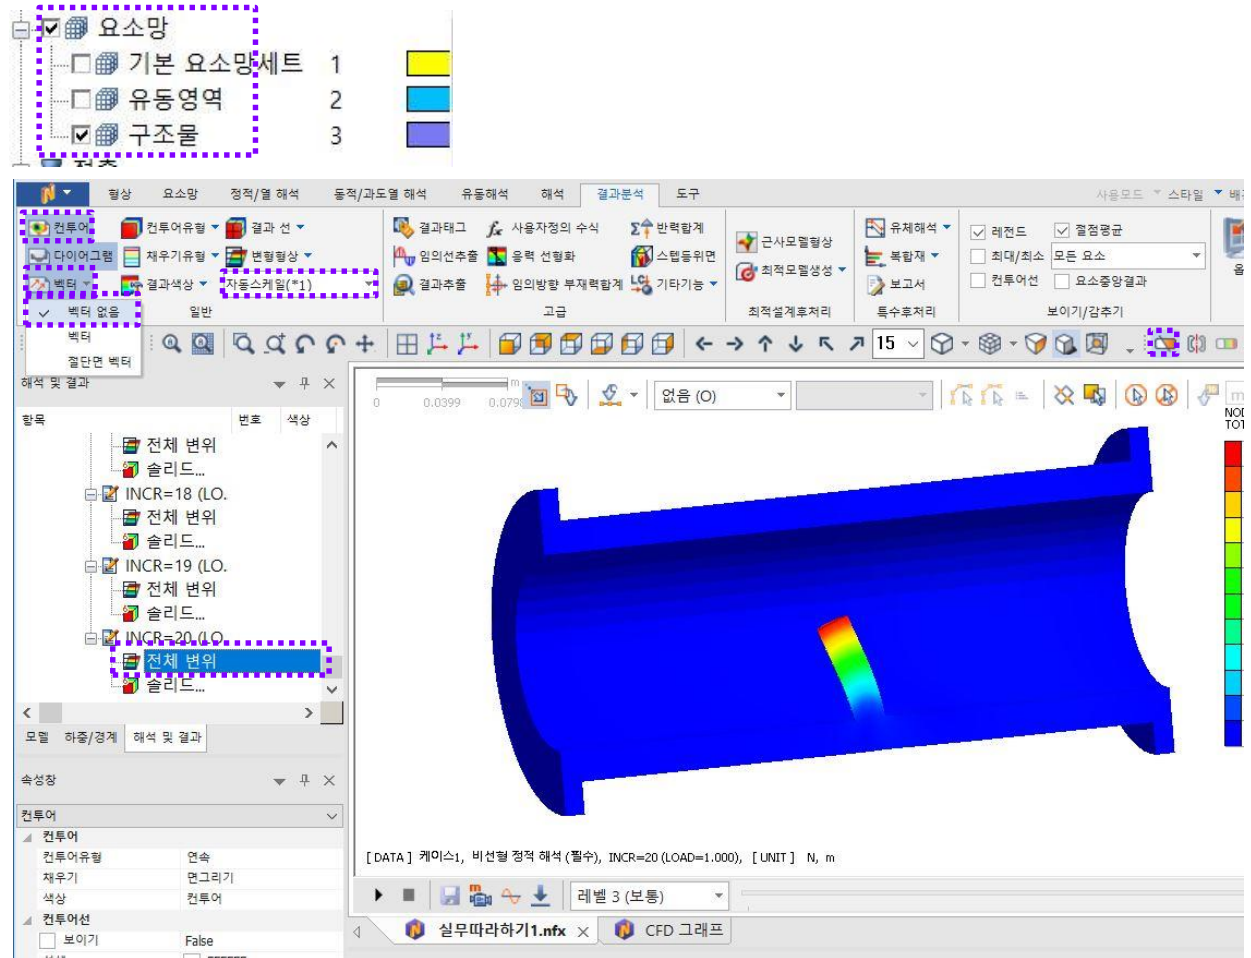 요소망
기본 요소망세트 1
유동영역 2
구조물 3
형상 요소망 정적/열 해석 동적/과도열 해석 유동해석 해석 결과분석 도구 사용모드 스타일
컨투어 컨투어유형 결과 선 결과태그 fx 사용자정의 수식 반력합계 유체해석 레전드 절점평균
근사모델형상
다이어그램 채우기유형 변형형상 임의선추출 응력 선형화 스텝등위면 복합재 최대/최소 모든 요소
최적모델생성
벡터 결과색상 자동스케일(*1) 결과추출 임의방향 부재력합계 기타기능 보고서 컨투어선 요소중앙결과
벡터 없음 일반 고급 최적설계후처리 특수후처리 보이기/감추기
벡터
절단면 벡터
15
해석 및 결과
m
0 0.0399
없음 (O)
항목 번호 색상
전체 변위
솔리드...
INCR=18 (LO.
전체 변위
솔리드...
INCR=19 (LO.
전체 변위
솔리드...
INCR=20 (LO
전체 변위
솔리드...
모델 하중/경계 해석 및 결과
속성창
컨투어
컨투어
컨투어유형 연속
채우기 면그리기
색상 컨투어
컨투어선
보이기 False
[ DATA ] 케이스1, 비선형 정적 해석 (필수), INCR=20 (LOAD=1.000), [ UNIT ] N, m
레벨 3 (보통)
실무따라하기1.nfx CFD 그래프